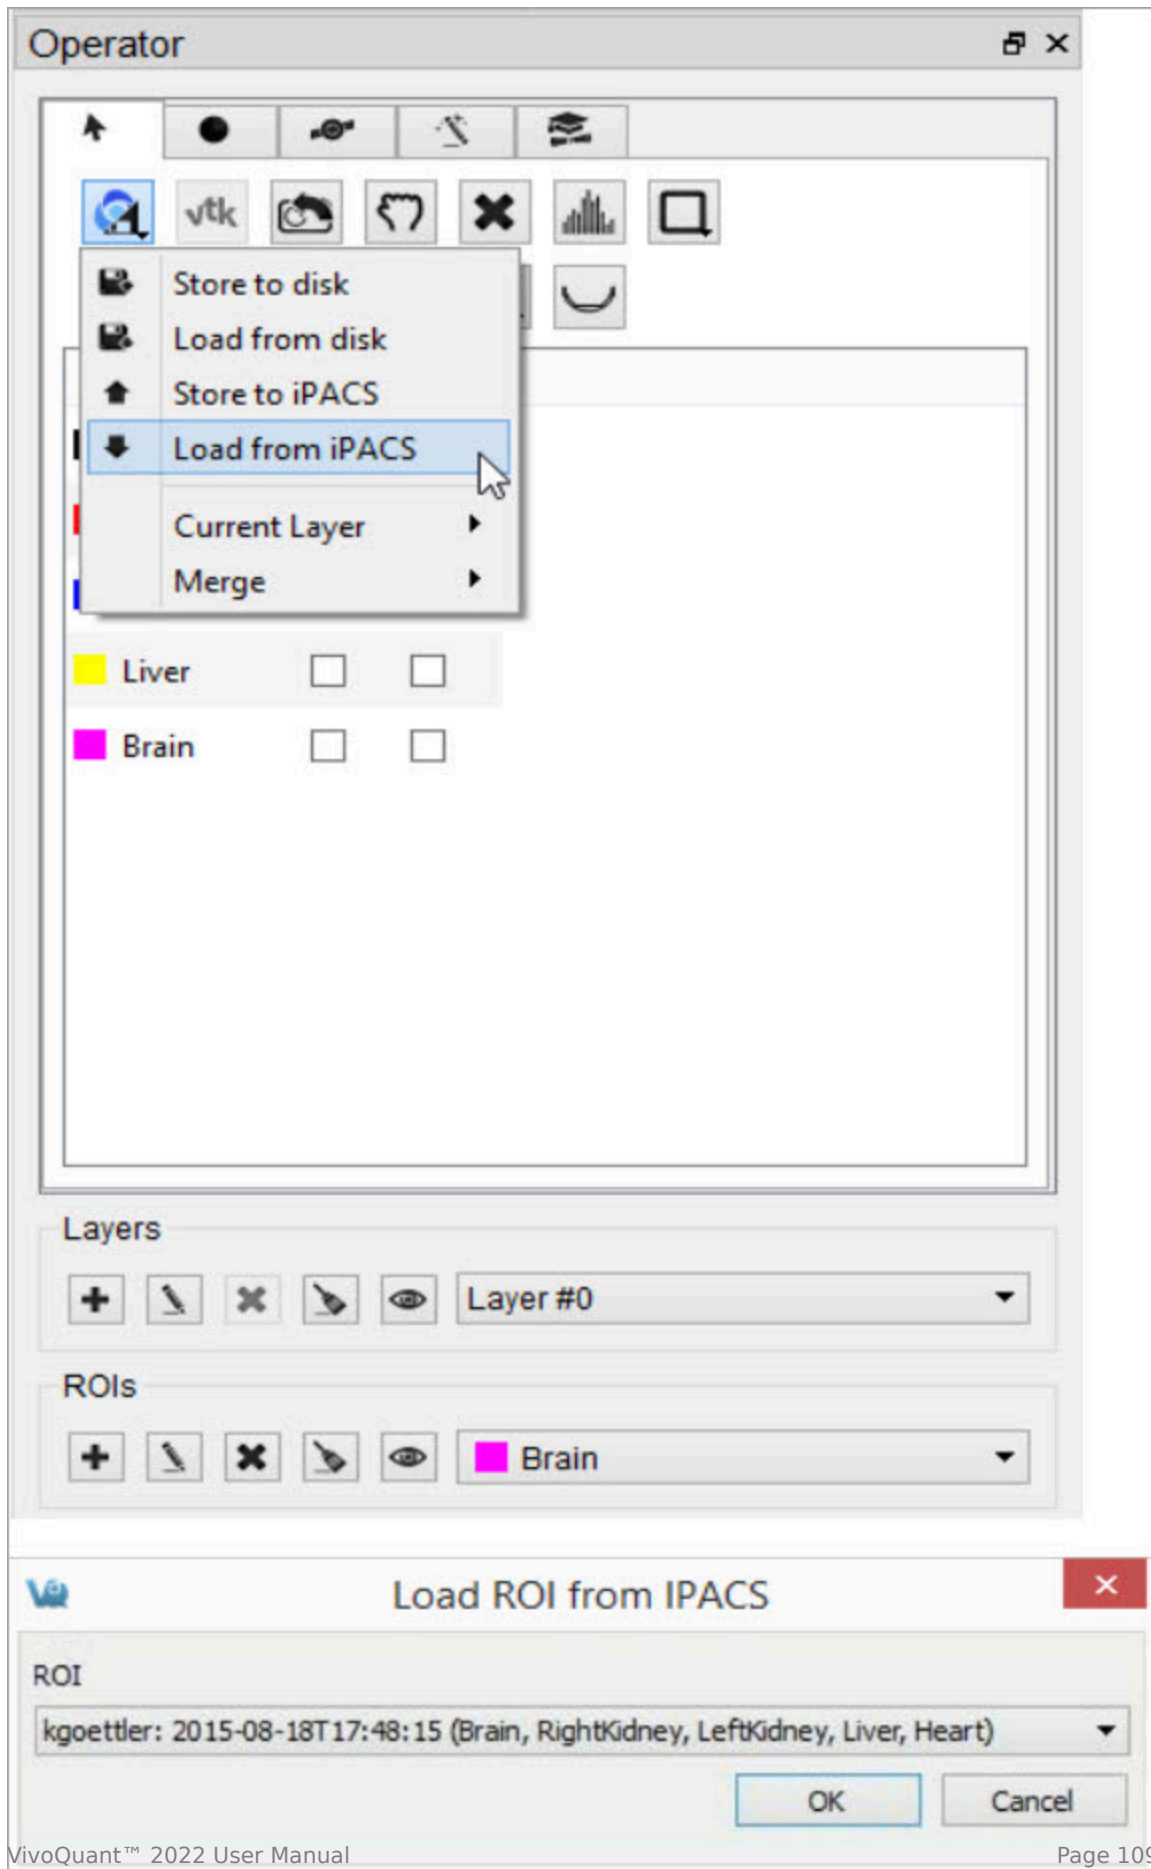 Operator
vtk
Store to disk
Load from disk
Store to iPACS
Load from iPACS
Current Layer
Merge
Liver
Brain
Layers
Layer #0
ROIs
Brain
Load ROI from IPACS
ROI
kgoettler: 2015-08-18T17:48:15 (Brain, RightKidney, LeftKidney, Liver, Heart)
OK Cancel
VivoQuant™ 2022 User Manual Page 109